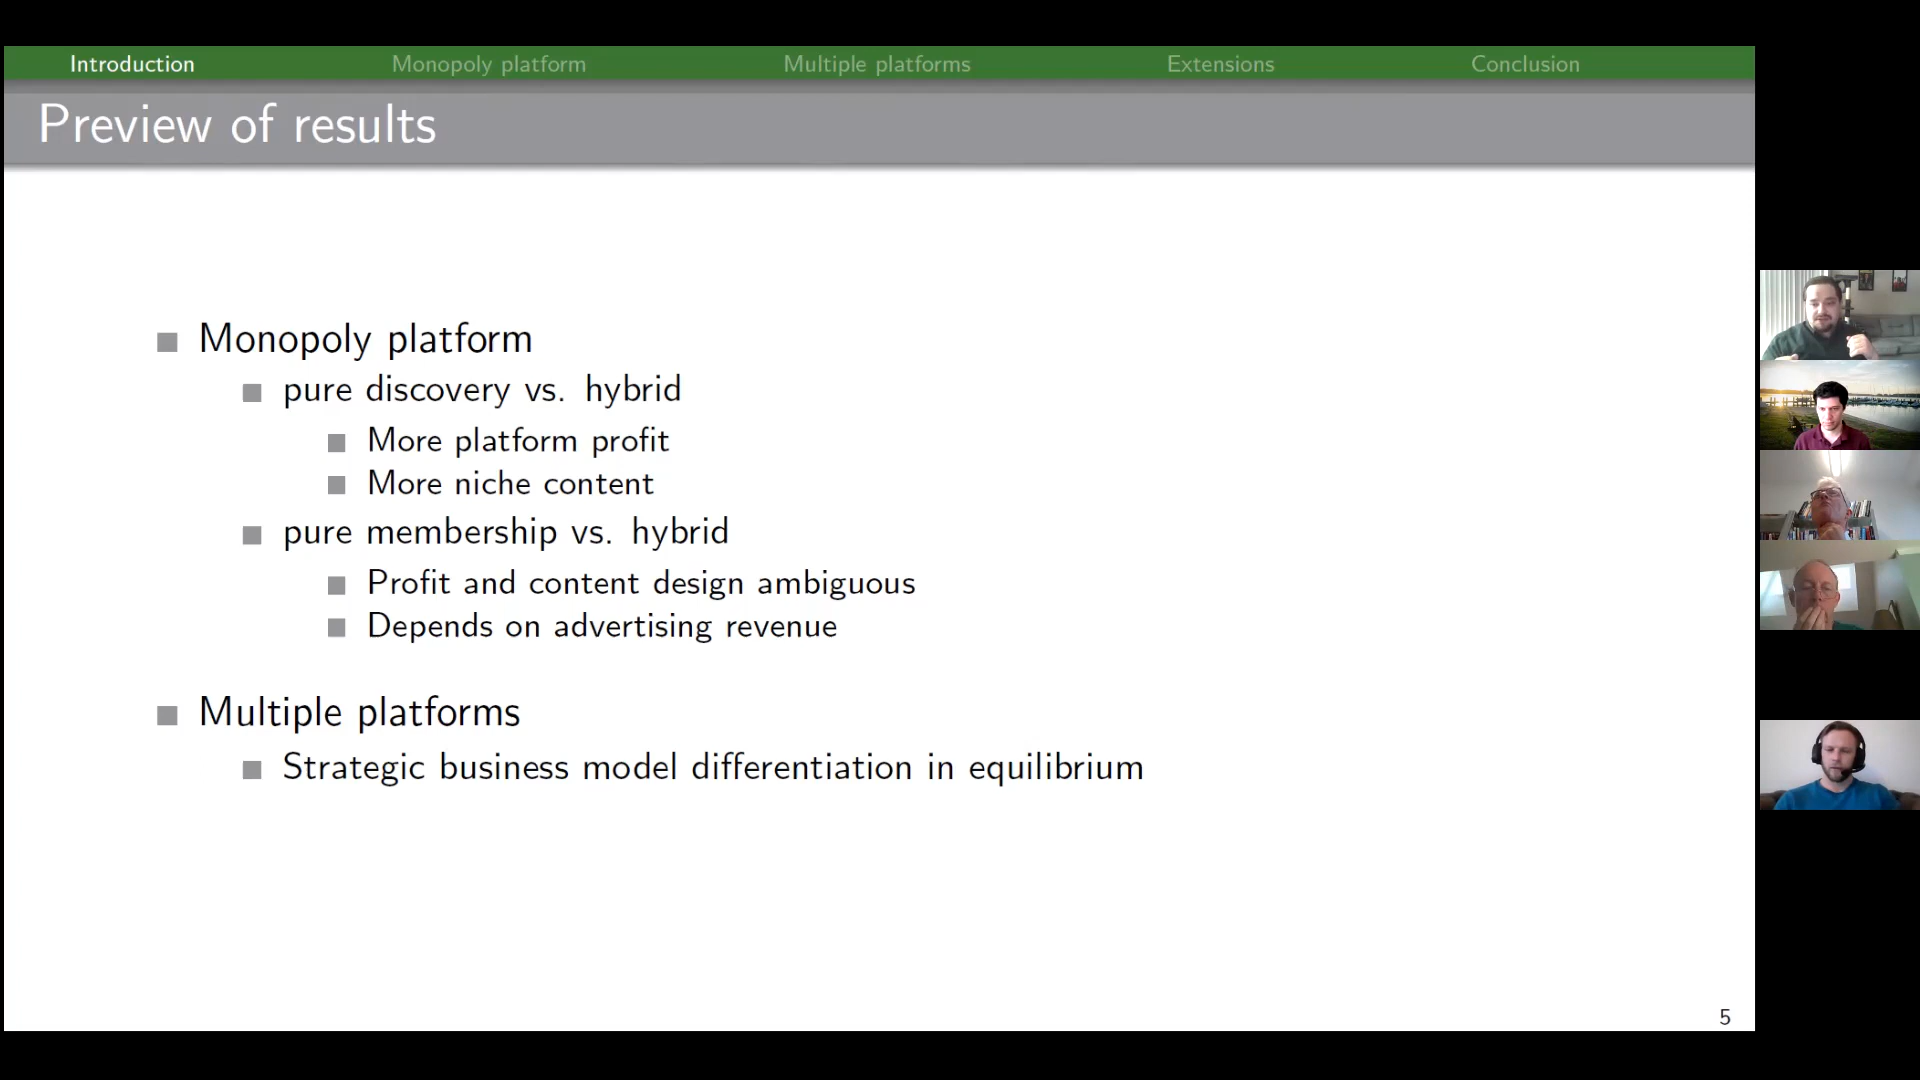 Introduction Monopoly platform Multiple platforms Extensions Conclusion
Preview of results
Monopoly platform
pure discovery vs. hybrid
More platform profit
More niche content
pure membership vs. hybrid
Profit and content design ambiguous
Depends on advertising revenue
Multiple platforms
Strategic business model differentiation in equilibrium
5